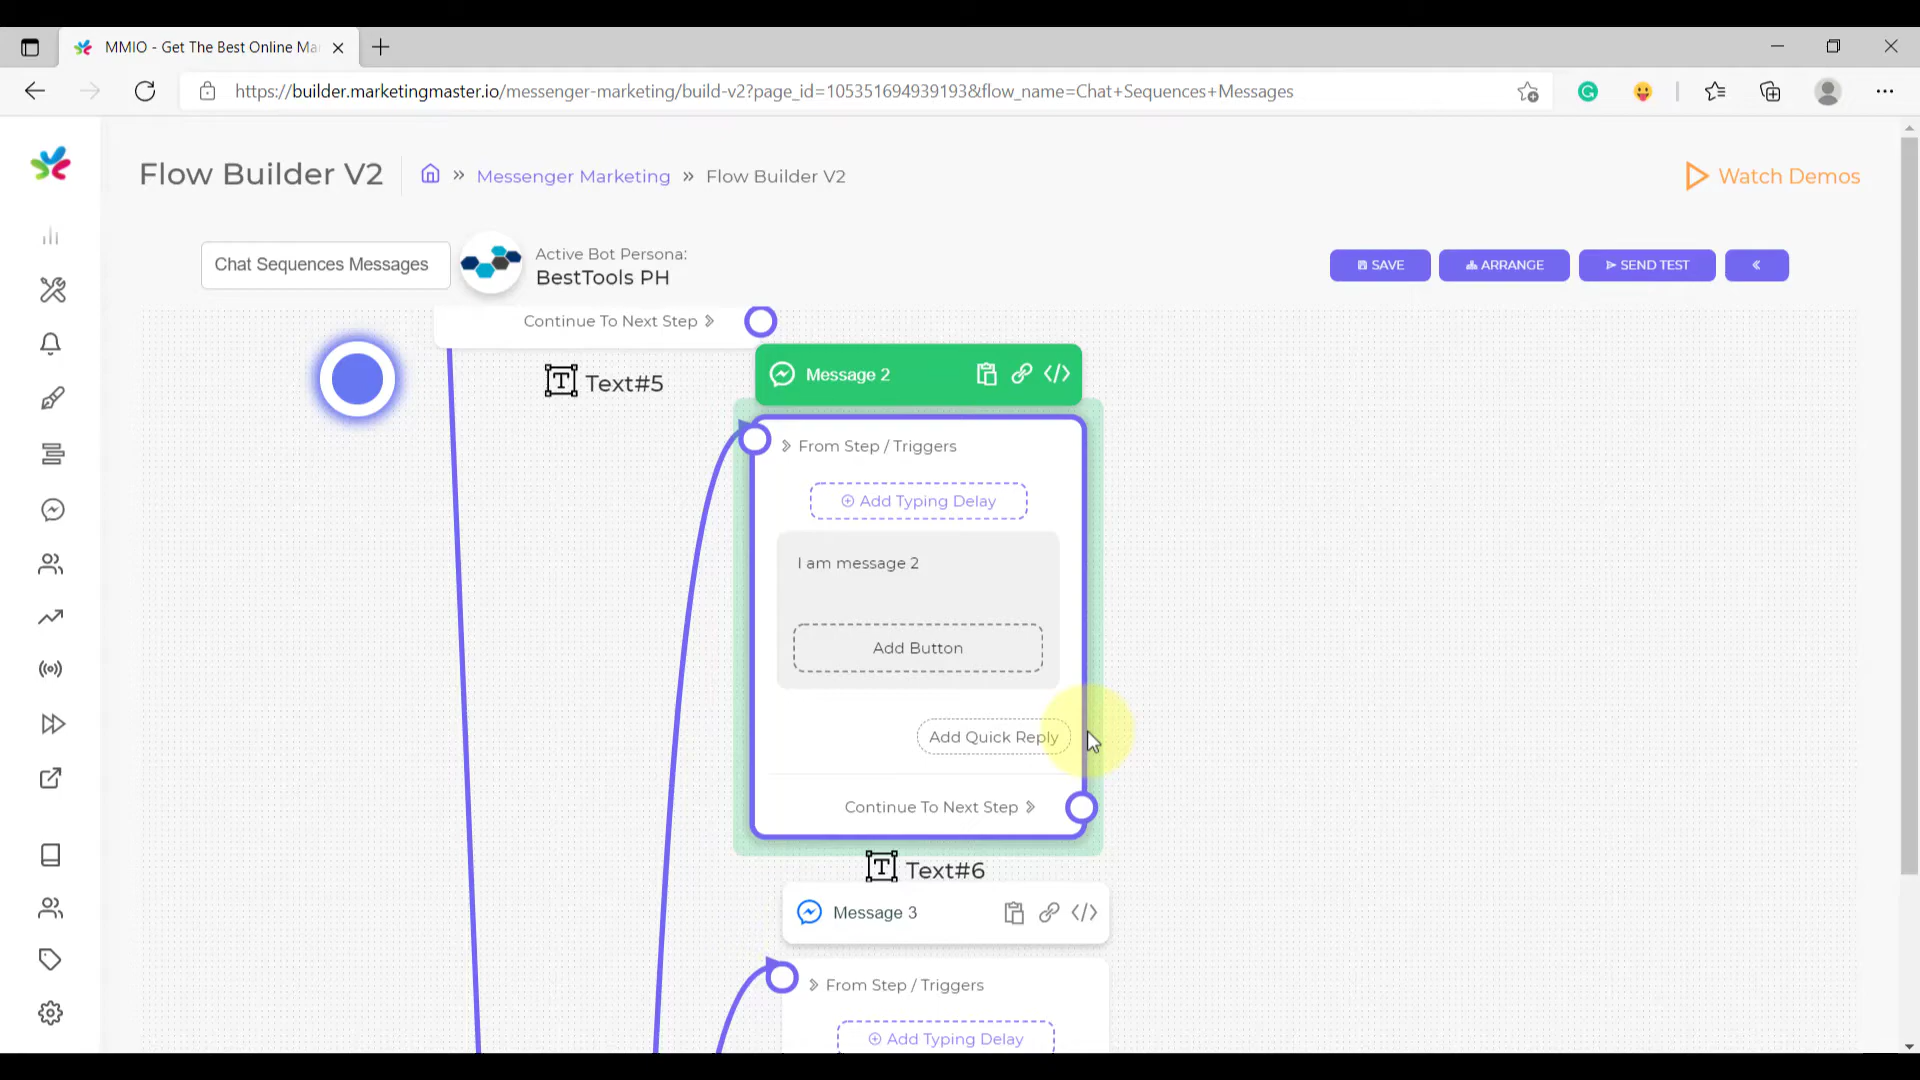 MMIO - Get The Best Online Ma
https://builder.marketingmaster.io/messenger-marketing/build-v2?page_id=105351694939193&flow_name=Chat+Sequences+Messages
Flow Builder V2
» Messenger Marketing » Flow Builder V2
Watch Demos
Chat Sequences Messages
Active Bot Persona:
BestTools PH
SAVE
ARRANGE
SEND TEST
Continue To Next Step
Text#5
Message 2
From Step / Triggers
Add Typing Delay
I am message 2
Add Button
Add Quick Reply
Continue To Next Step
Text#6
Message 3
From Step / Triggers
Add Typing Delay